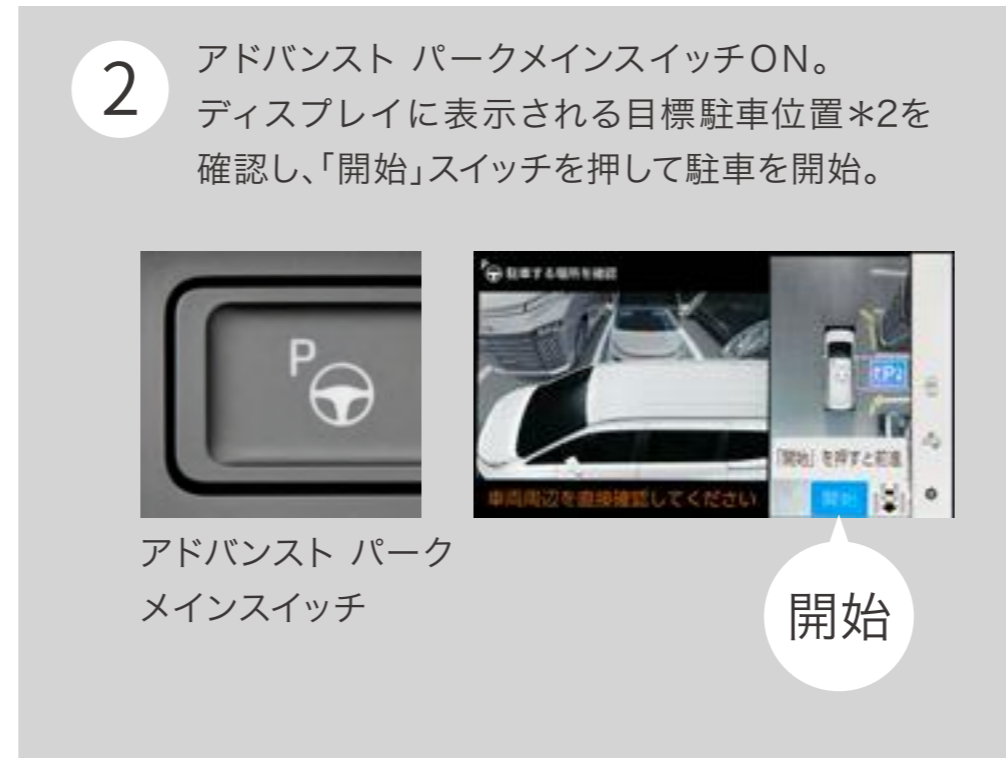 2
アドバンスト パークメインスイッチON。
ディスプレイに表示される目標駐車位置＊2を
確認し、「開始」スイッチを押して駐車を開始。
P
駐車する場所を確認
P
「開始」を押すと前進
車両周辺を直接確認してください
開始
アドバンスト パーク
メインスイッチ
開始